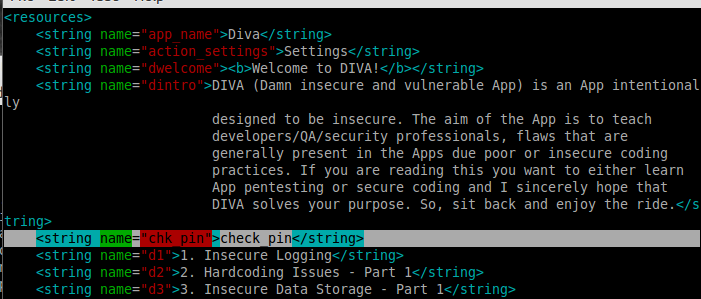 <resources>
<string name="app_name">Diva</string>
<string name="action_settings">Settings</string>
<string name="dwelcome"><b>Welcome to DIVA!</b></string>
<string name="dintro">DIVA (Damn insecure and vulnerable App) is an App intentional
ly
designed to be insecure. The aim of the App is to teach
developers/QA/security professionals, flaws that are
generally present in the Apps due poor or insecure coding
practices. If you are reading this you want to either learn
App pentesting or secure coding and I sincerely hope that
DIVA solves your purpose. So, sit back and enjoy the ride.</s
tring>
<string name="chk_pin">check_pin</string>
<string name="d1">1. Insecure Logging</string>
<string name="d2">2. Hardcoding Issues - Part 1</string>
<string name="d3">3. Insecure Data Storage - Part 1</string>